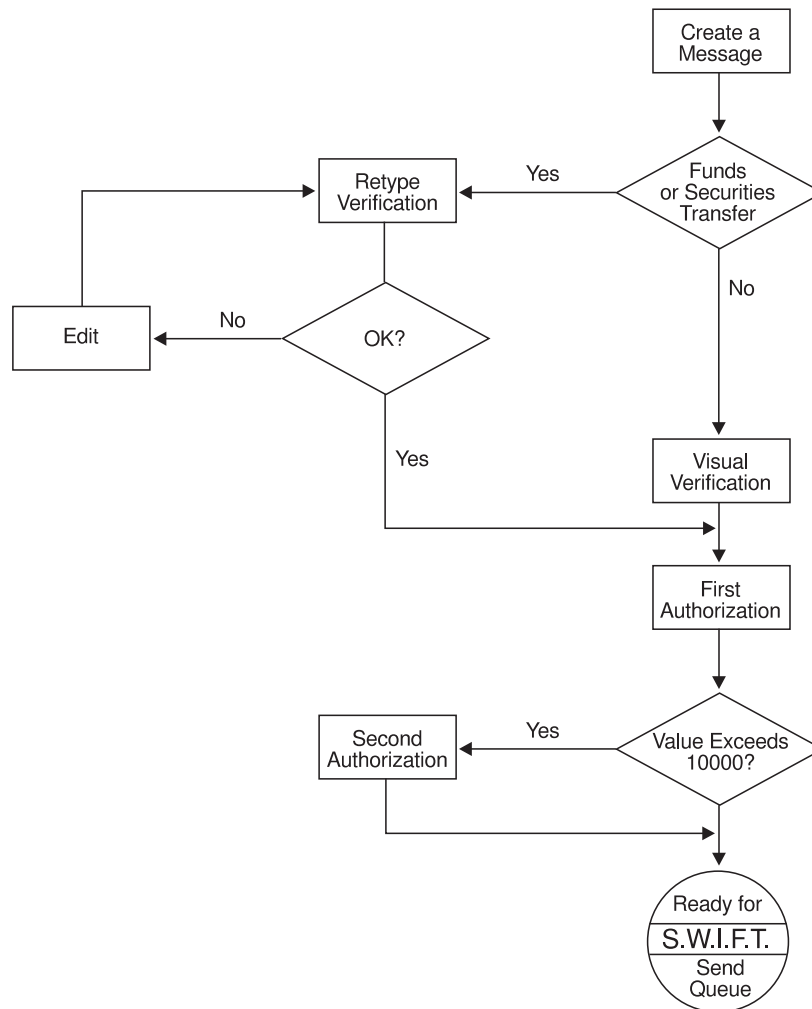 Create a
Message
Funds
or Securities
Transfer
Yes
Retype
Verification
No
Edit
No
OK?
Yes
Visual
Verification
First
Authorization
Value Exceeds
10000?
Yes
Second
Authorization
Ready for
S.W.I.F.T.
Send
Queue